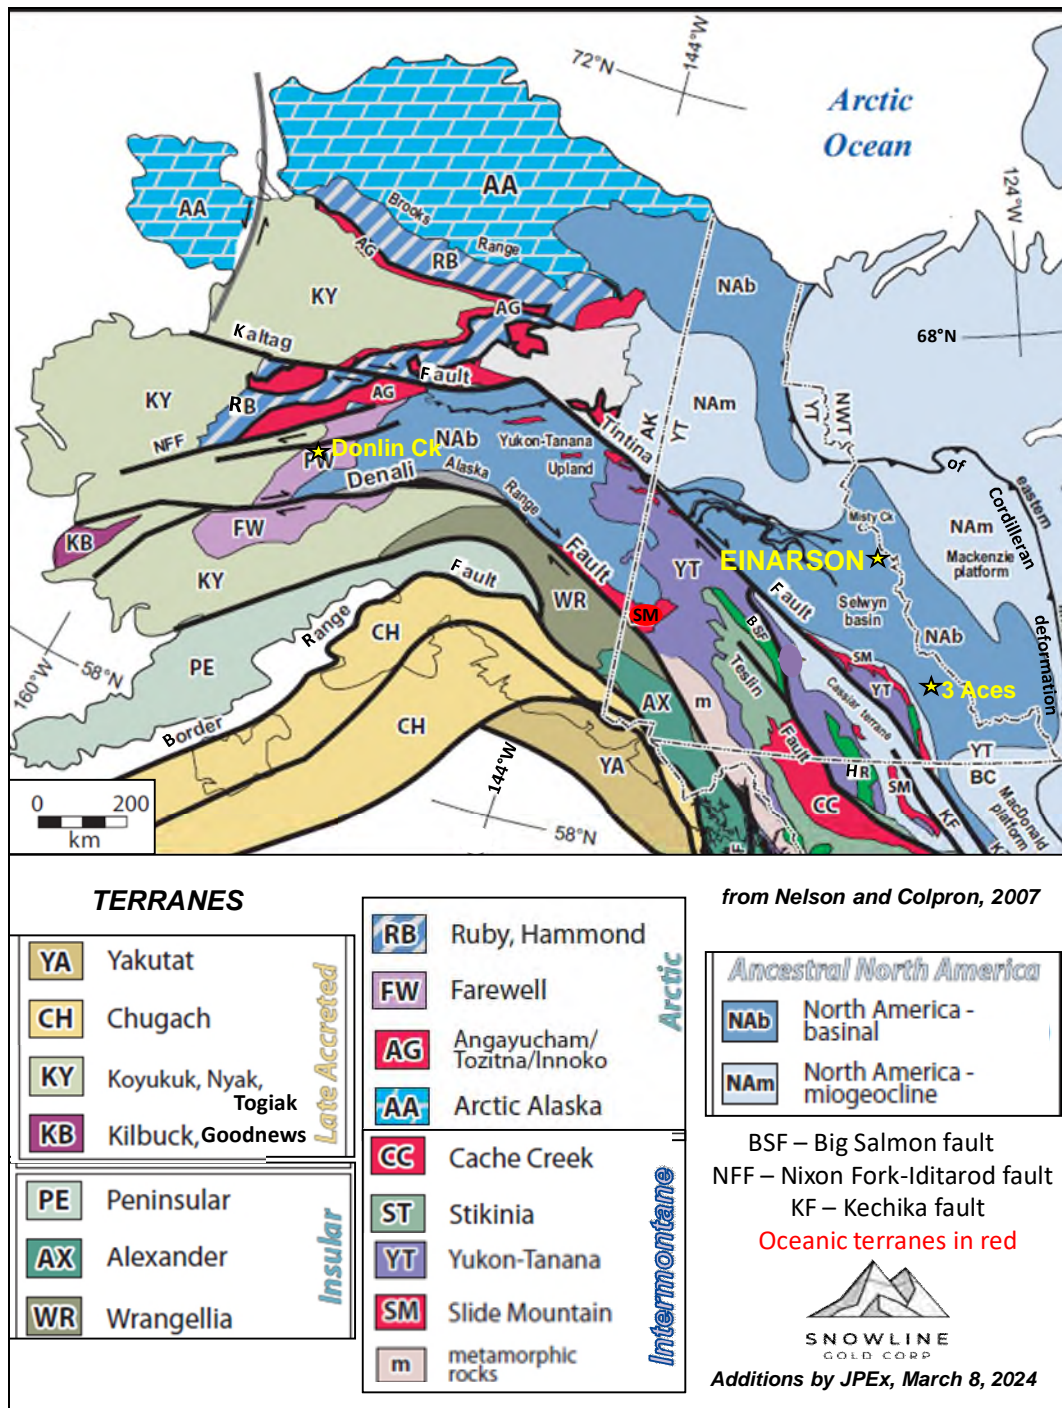 72°N
144°W
Arctic
Ocean
124°W
AA
AA
Brooks
Range
AG
RB
KY
AG
NAb
Kaltag
68°N
Fault
AG
RB
KY
NFF
NAm
AK
YT
NWT
YT
Donlin Ck
FW
NAb
Yukon-Tanana
Upland
Tintina
Denali
Alaska
Range
of
eastern
Cordilleran
deformation
Misty Ck
NAm
Mackenzie
platform
KB
FW
EINARSON
Fault
YT
Fault
Selwyn
basin
NAb
KY
Fault
WR
SM
BSF
SM
Range
CH
PE
58°N
160°W
Teslin
Cassiar terrane
YT
3 Aces
AX
m
Border
CH
YA
Fault
YT
BC
HR
SM
CC
KF
MacDonald
platform
144°W
58°N
0 200
km
TERRANES
from Nelson and Colpron, 2007
YA Yakutat
CH Chugach
KY Koyukuk, Nyak,
Togiak
KB Kilbuck, Goodnews
Late Accreted
PE Peninsular
AX Alexander
WR Wrangellia
Insular
RB Ruby, Hammond
FW Farewell
AG Angayucham/
Tozitna/Innoko
AA Arctic Alaska
Arctic
CC Cache Creek
ST Stikinia
YT Yukon-Tanana
SM Slide Mountain
m metamorphic
rocks
Intermontane
Ancestral North America
NAb North America -
basinal
NAm North America -
miogeocline
BSF – Big Salmon fault
NFF – Nixon Fork-Iditarod fault
KF – Kechika fault
Oceanic terranes in red
SNOWLINE
GOLD CORP
Additions by JPEx, March 8, 2024